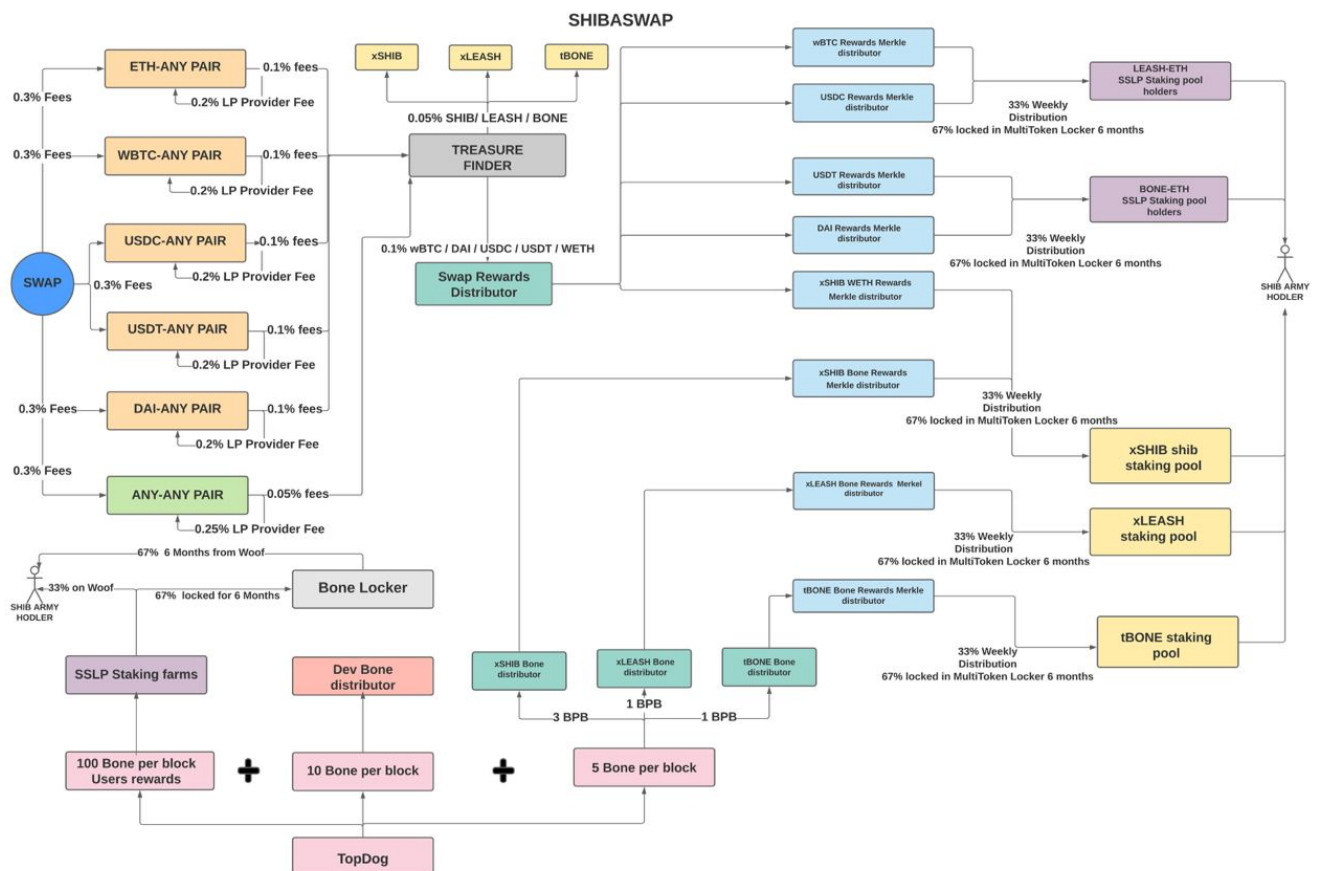 SHIBASWAP
ETH-ANY PAIR
0.1% fees
0.3% Fees
0.2% LP Provider Fee
WBTC-ANY PAIR
0.1% fees
0.3% Fees
0.2% LP Provider Fee
USDC-ANY PAIR
0.1% fees
0.2% LP Provider Fee
SWAP
0.3% Fees
USDT-ANY PAIR
0.1% fees
0.2% LP Provider Fee
DAI-ANY PAIR
0.1% fees
0.3% Fees
0.2% LP Provider Fee
0.3% Fees
ANY-ANY PAIR
0.05% fees
0.25% LP Provider Fee
xSHIB
xLEASH
tBONE
0.05% SHIB/ LEASH / BONE
TREASURE
FINDER
0.1% wBTC / DAI / USDC / USDT / WETH
Swap Rewards
Distributor
wBTC Rewards Merkle
distributor
USDC Rewards Merkle
distributor
LEASH-ETH
SSLP Staking pool
holders
33% Weekly
Distribution
67% locked in MultiToken Locker 6 months
USDT Rewards Merkle
distributor
DAI Rewards Merkle
distributor
BONE-ETH
SSLP Staking pool
holders
33% Weekly
Distribution
67% locked in MultiToken Locker 6 months
SHIB ARMY
HODLER
xSHIB WETH Rewards
Merkle distributor
xSHIB Bone Rewards
Merkle distributor
33% Weekly
Distribution
67% locked in MultiToken Locker 6 months
xSHIB shib
staking pool
xLEASH Bone Rewards Merkel
distributor
33% Weekly
Distribution
67% locked in MultiToken Locker 6 months
xLEASH
staking pool
tBONE Bone Rewards Merkle
distributor
33% Weekly
Distribution
67% locked in MultiToken Locker 6 months
tBONE staking
pool
67% 6 Months from Woof
33% on Woof
67% locked for 6 Months
Bone Locker
SHIB ARMY
HODLER
SSLP Staking farms
Dev Bone
distributor
xSHIB Bone
distributor
xLEASH Bone
distributor
tBONE Bone
distributor
3 BPB
1 BPB
1 BPB
100 Bone per block
Users rewards
10 Bone per block
5 Bone per block
TopDog